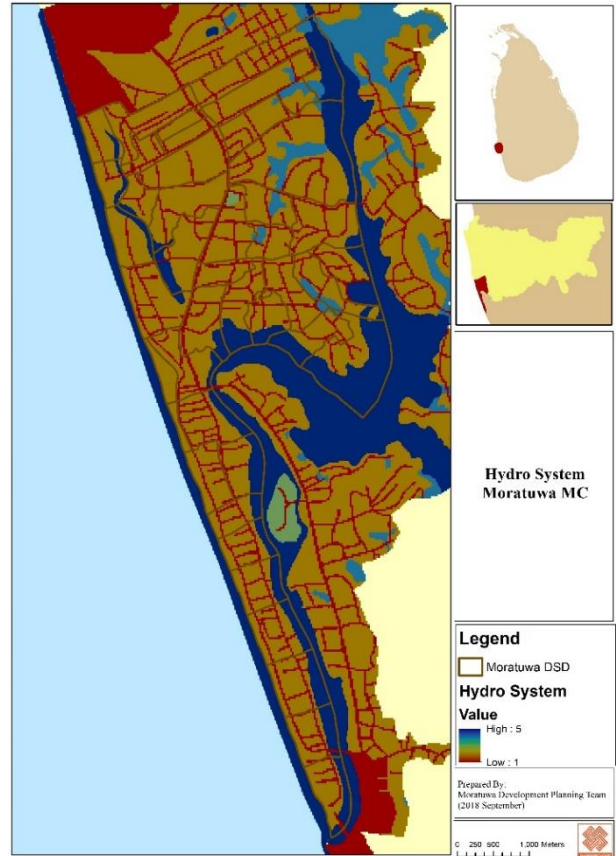 Hydro System
Moratuwa MC
Legend
Moratuwa DSD
Hydro System
Value
High : 5
Low : 1
Prepared By:
Moratuwa Development Planning Team
(2018 September)
0 250 500 1,000 Meters